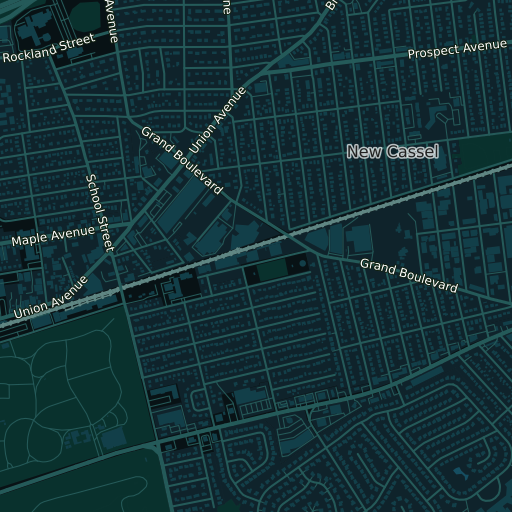 Avenue
ne
Rockland Street
Prospect Avenue
Union Avenue
Grand Boulevard
New Cassel
School Street
Maple Avenue
Grand Boulevard
Union Avenue